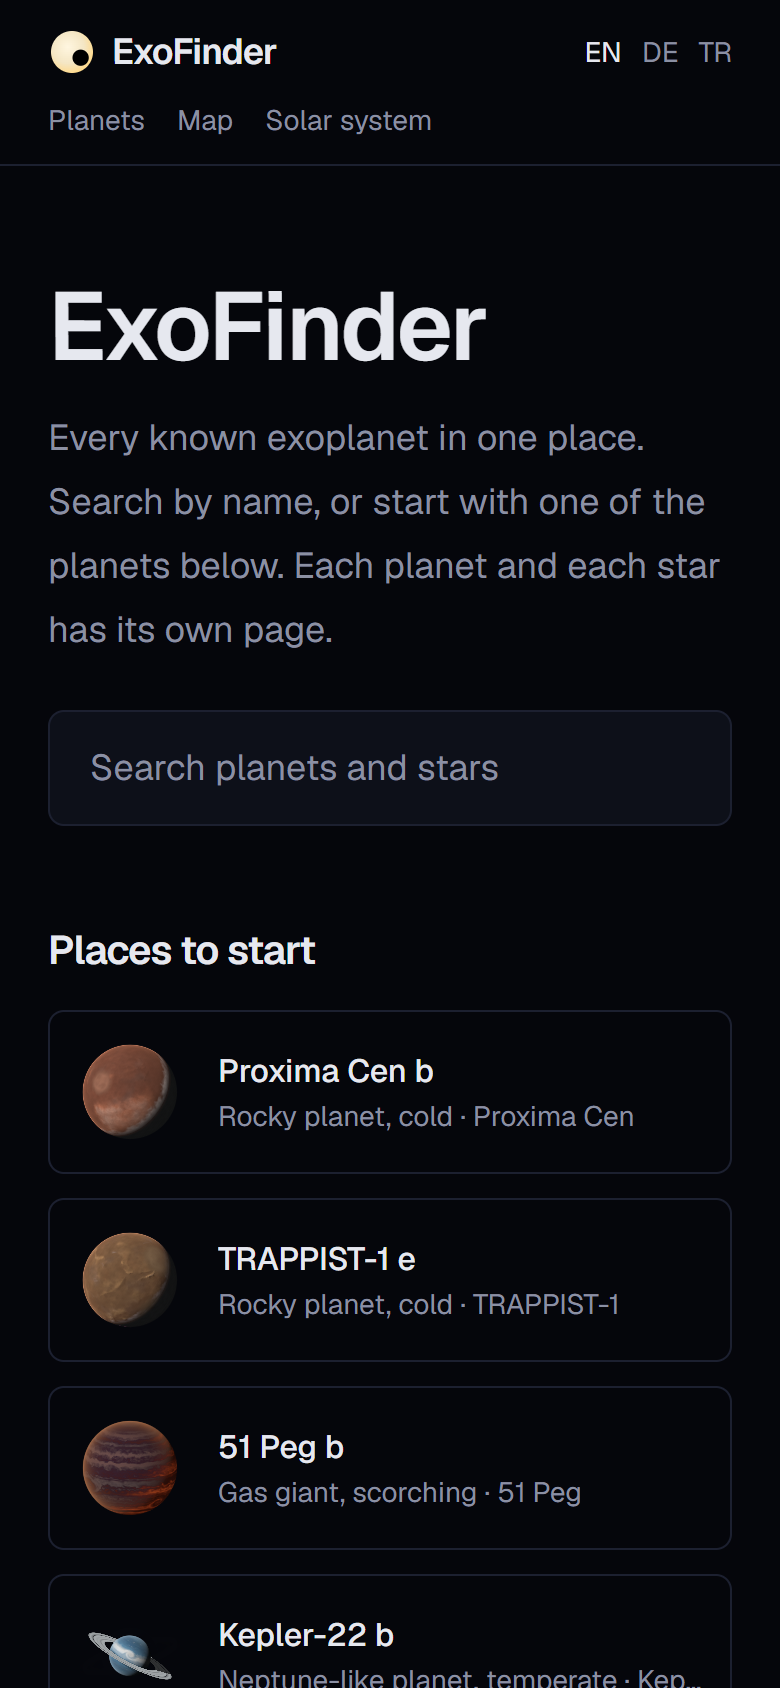 ExoFinder
EN DE TR
Planets Map Solar system
ExoFinder
Every known exoplanet in one place.
Search by name, or start with one of the
planets below. Each planet and each star
has its own page.
Search planets and stars
Places to start
Proxima Cen b
Rocky planet, cold · Proxima Cen
TRAPPIST-1 e
Rocky planet, cold · TRAPPIST-1
51 Peg b
Gas giant, scorching · 51 Peg
Kepler-22 b
Neptune-like planet, temperate · Kep…